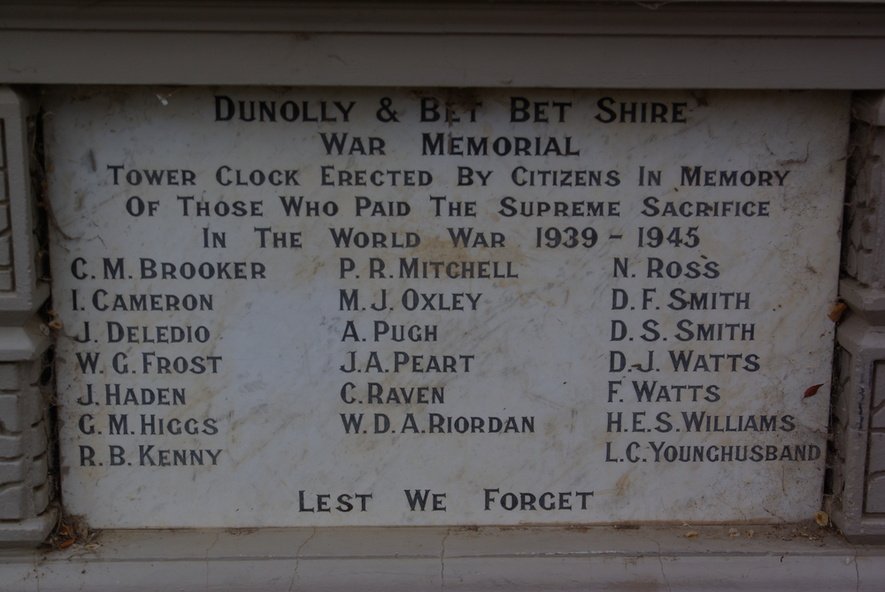 DUNOLLY & BET BET SHIRE
WAR MEMORIAL
TOWER CLOCK ERECTED BY CITIZENS IN MEMORY
OF THOSE WHO PAID THE SUPREME SACRIFICE
IN THE WORLD WAR 1939 - 1945
C. M. BROOKER
I. CAMERON
J. DELEDIO
W. G. FROST
J. HADEN
G. M. HIGGS
R. B. KENNY
P. R. MITCHELL
M. J. OXLEY
A. PUGH
J. A. PEART
C. RAVEN
W. D. A. RIORDAN
N. ROSS
D. F. SMITH
D. S. SMITH
D. J. WATTS
F. WATTS
H. E. S. WILLIAMS
L. C. YOUNGHUSBAND
LEST WE FORGET